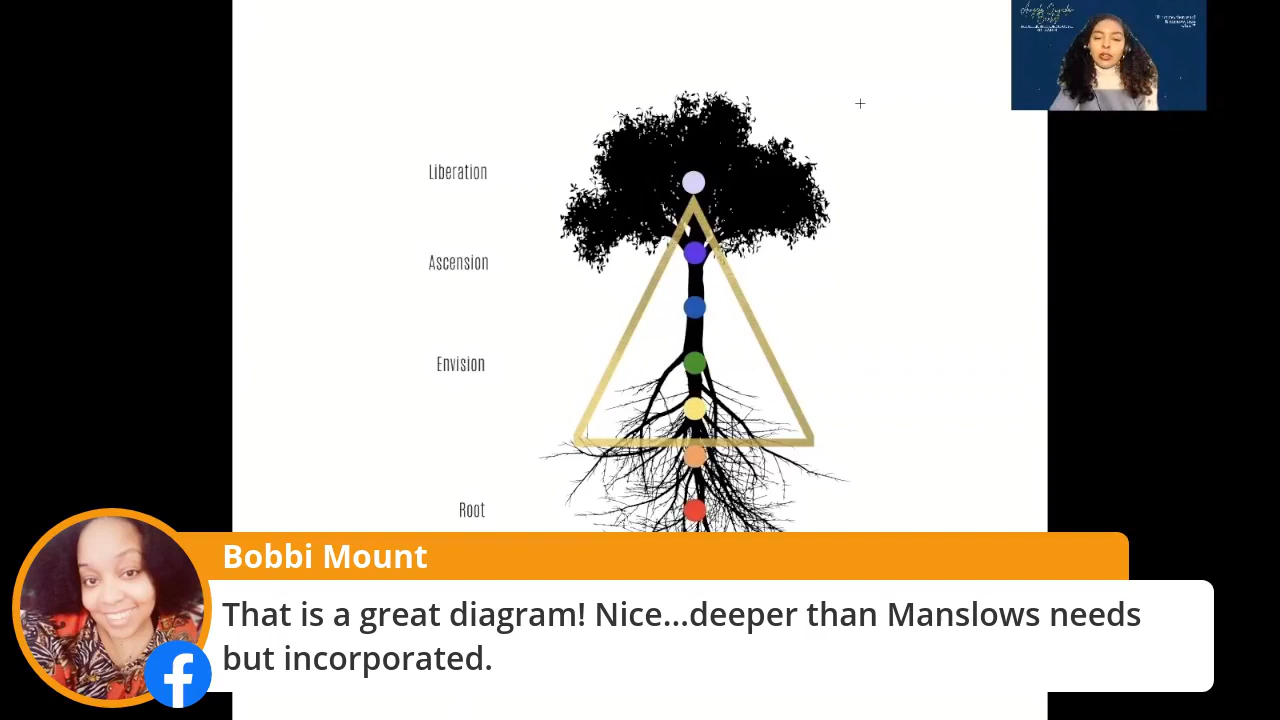 Liberation
Ascension
Envision
Root
Bobbi Mount
That is a great diagram! Nice...deeper than Manslows needs
but incorporated.